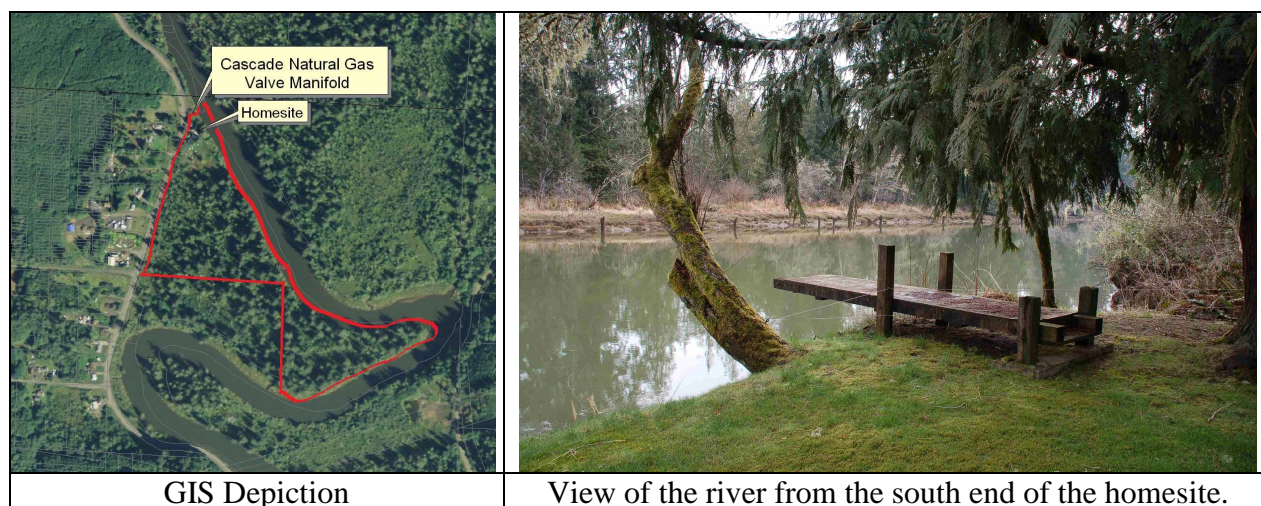 Cascade Natural Gas
Valve Manifold
Homesite
GIS Depiction
View of the river from the south end of the homesite.